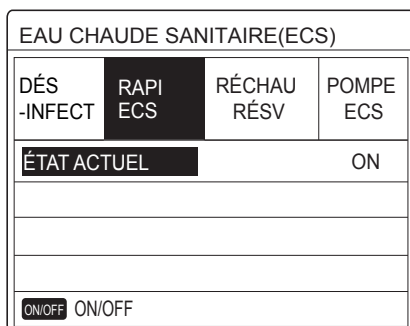 EAU CHAUDE SANITAIRE(ECS)
DÉS
-INFECT
RAPI
ECS
RÉCHAU
RÉSV
POMPE
ECS
ÉTAT ACTUEL ON
ON/OFF ON/OFF